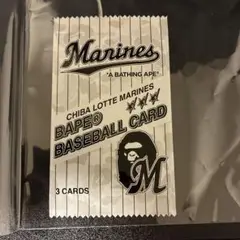 Marines
"A BATHING APE"
CHIBA LOTTE MARINES
BAPE®
BASEBALL CARD
M
3 CARDS